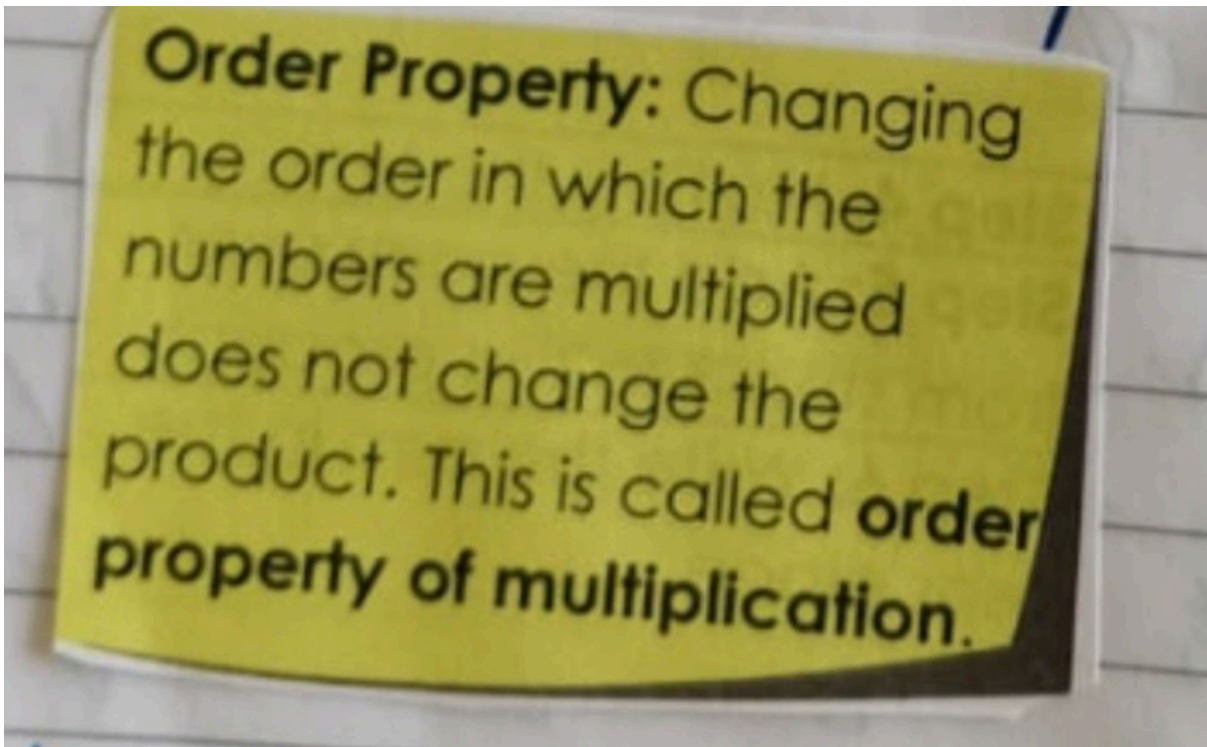 Order Property: Changing
the order in which the
numbers are multiplied
does not change the
product. This is called order
property of multiplication.